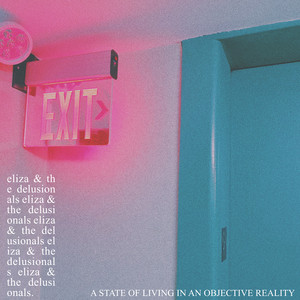 EXIT
eliza & th
e delusion
als eliza &
the delusi
onals eliza
& the del
usionals el
iza & the
delusional
s eliza &
the delusi
onals.
A STATE OF LIVING IN AN OBJECTIVE REALITY